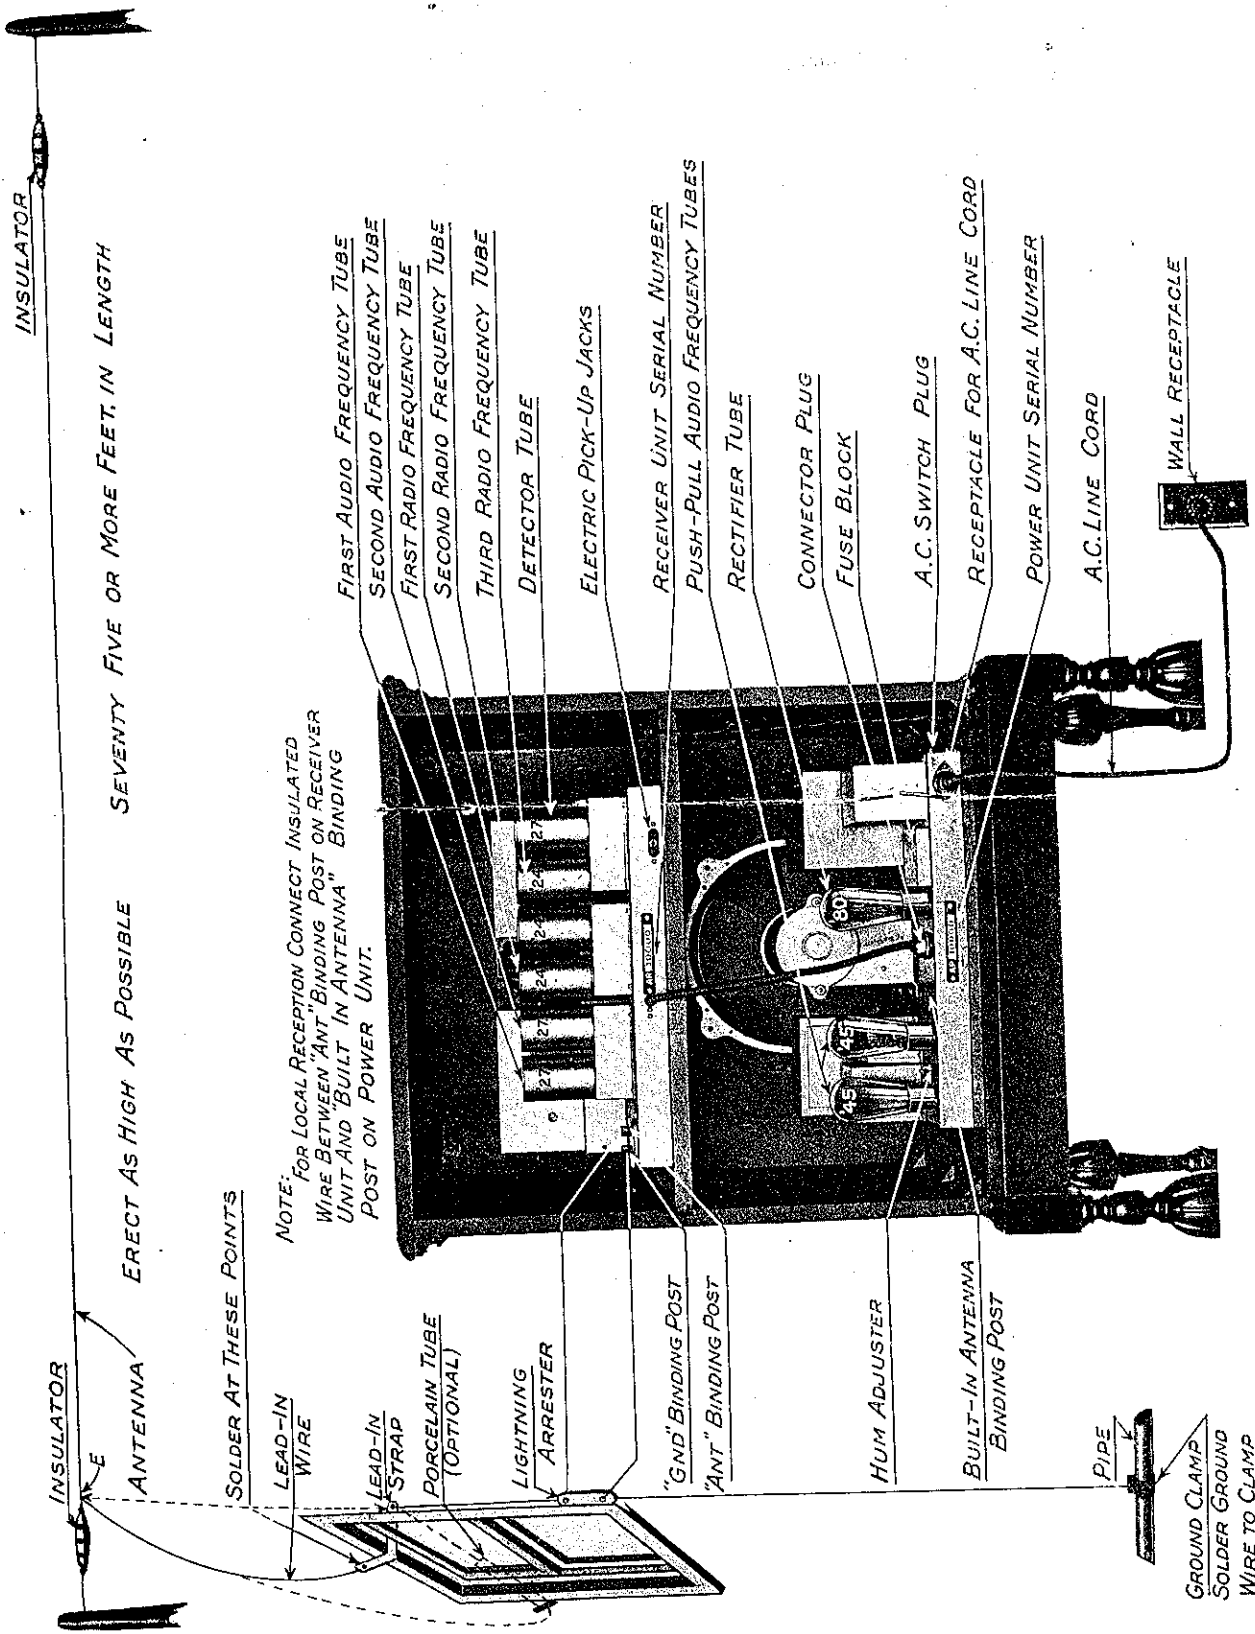 INSULATOR
INSULATOR
E
ANTENNA
ERECT AS HIGH AS POSSIBLE
SEVENTY FIVE OR MORE FEET, IN LENGTH
SOLDER AT THESE POINTS
LEAD-IN
WIRE
LEAD-IN
STRAP
PORCELAIN TUBE
(OPTIONAL)
LIGHTNING
ARRESTER
"GND" BINDING POST
"ANT" BINDING POST
HUM ADJUSTER
BUILT-IN ANTENNA
BINDING POST
PIPE
GROUND CLAMP
SOLDER GROUND
WIRE TO CLAMP
NOTE:
FOR LOCAL RECEPTION CONNECT INSULATED
WIRE BETWEEN "ANT" BINDING POST ON RECEIVER
UNIT AND "BUILT IN ANTENNA" BINDING
POST ON POWER UNIT.
27
27
24
24
24
27
45
45
80
FIRST AUDIO FREQUENCY TUBE
SECOND AUDIO FREQUENCY TUBE
FIRST RADIO FREQUENCY TUBE
SECOND RADIO FREQUENCY TUBE
THIRD RADIO FREQUENCY TUBE
DETECTOR TUBE
ELECTRIC PICK-UP JACKS
RECEIVER UNIT SERIAL NUMBER
PUSH-PULL AUDIO FREQUENCY TUBES
RECTIFIER TUBE
CONNECTOR PLUG
FUSE BLOCK
A.C. SWITCH PLUG
RECEPTACLE FOR A.C. LINE CORD
POWER UNIT SERIAL NUMBER
A.C. LINE CORD
WALL RECEPTACLE